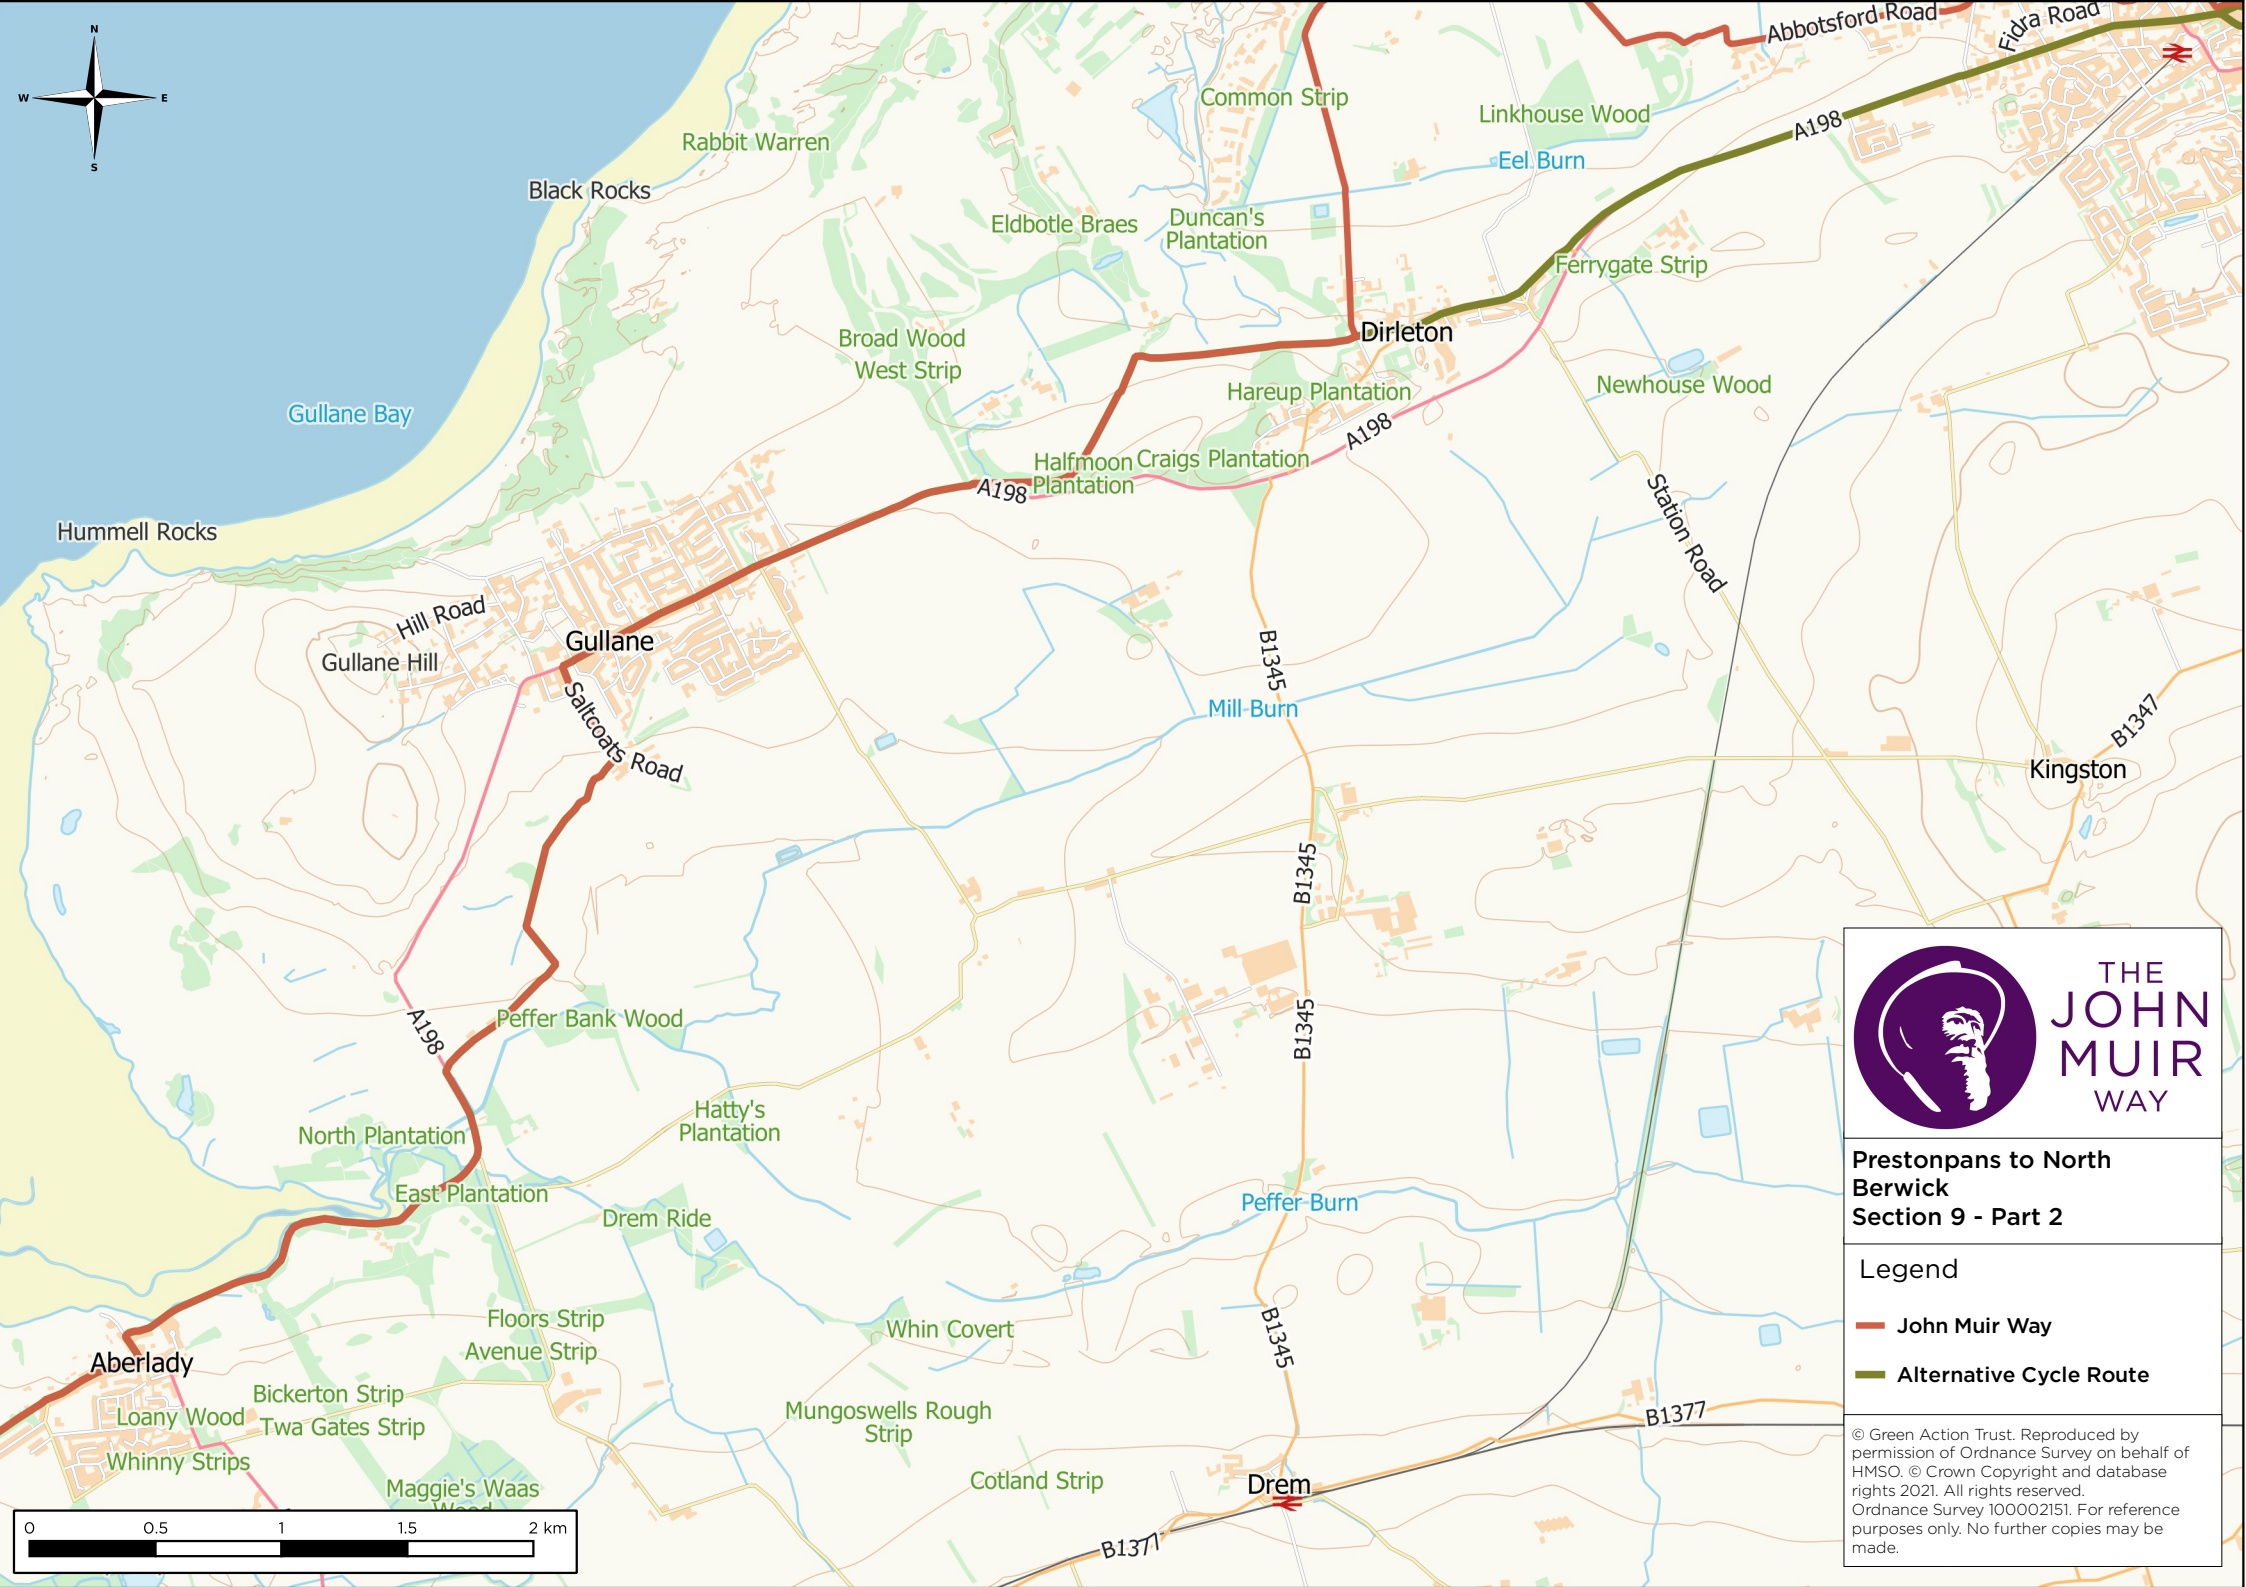 N
W
E
S
Abbotsford Road
Fidra Road
Common Strip
Linkhouse Wood
A198
Rabbit Warren
Eel Burn
Black Rocks
Eldbotle Braes
Duncan's
Plantation
Ferrygate Strip
Broad Wood
West Strip
Dirleton
Hareup Plantation
Newhouse Wood
Gullane Bay
A198
Halfmoon
Plantation
Craigs Plantation
A198
Station Road
Hummell Rocks
Hill Road
Gullane
Gullane Hill
Saltcoats Road
B1345
Mill Burn
B1347
Kingston
B1345
Peffer Bank Wood
A198
B1345
Hatty's
Plantation
North Plantation
East Plantation
Drem Ride
Peffer Burn
Floors Strip
Avenue Strip
Whin Covert
B1345
Aberlady
Bickerton Strip
Loany Wood
Twa Gates Strip
Whinny Strips
Mungoswells Rough
Strip
B1377
Maggie's Waas
Wood
Cotland Strip
Drem
B1377
0 0.5 1 1.5 2 km
THE
JOHN
MUIR
WAY
Prestonpans to North
Berwick
Section 9 - Part 2
Legend
John Muir Way
Alternative Cycle Route
© Green Action Trust. Reproduced by
permission of Ordnance Survey on behalf of
HMSO. © Crown Copyright and database
rights 2021. All rights reserved.
Ordnance Survey 100002151. For reference
purposes only. No further copies may be
made.